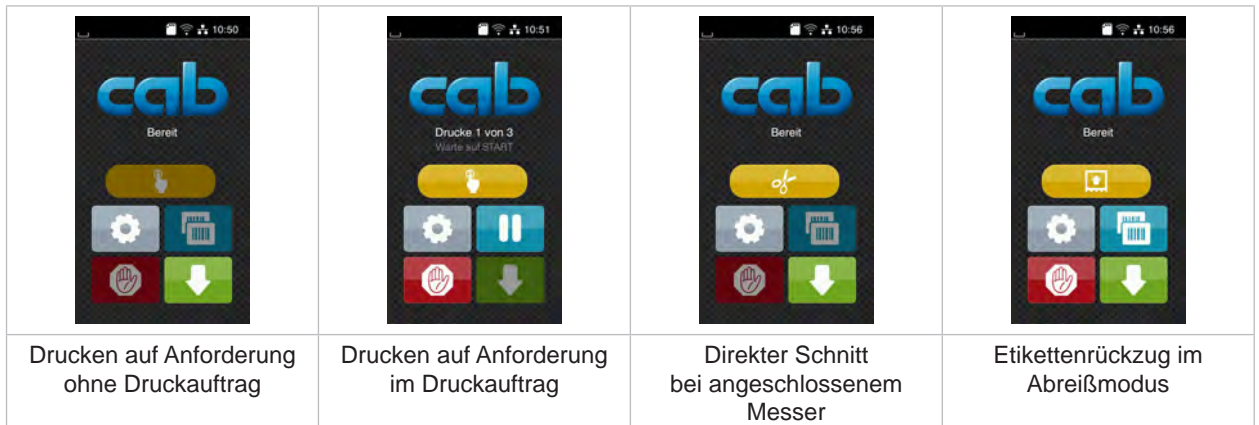 10:50
cab
Bereit
Drucken auf Anforderung
ohne Druckauftrag
10:51
cab
Drucke 1 von 3
Warte auf START
Drucken auf Anforderung
im Druckauftrag
10:56
cab
Bereit
Direkter Schnitt
bei angeschlossenem
Messer
10:56
cab
Bereit
Etikettenrückzug im
Abreißmodus